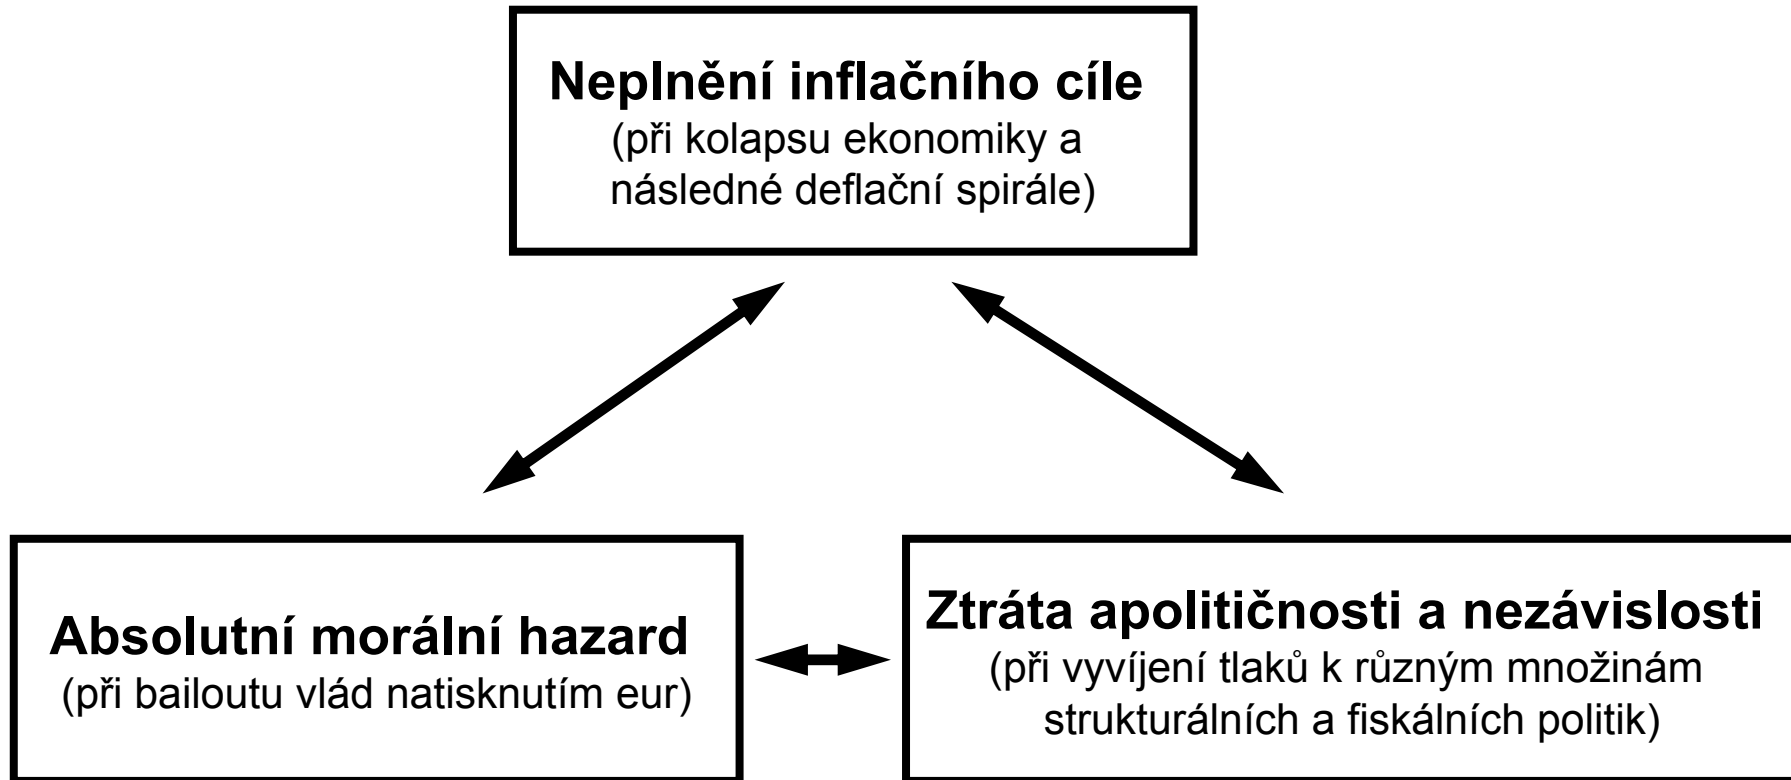 Neplnění inflačního cíle
(při kolapsu ekonomiky a
následné deflační spirále)
Absolutní morální hazard
(při bailoutu vlád natisknutím eur)
Ztráta apolitičnosti a nezávislosti
(při vyvíjení tlaků k různým množinám
strukturálních a fiskálních politik)